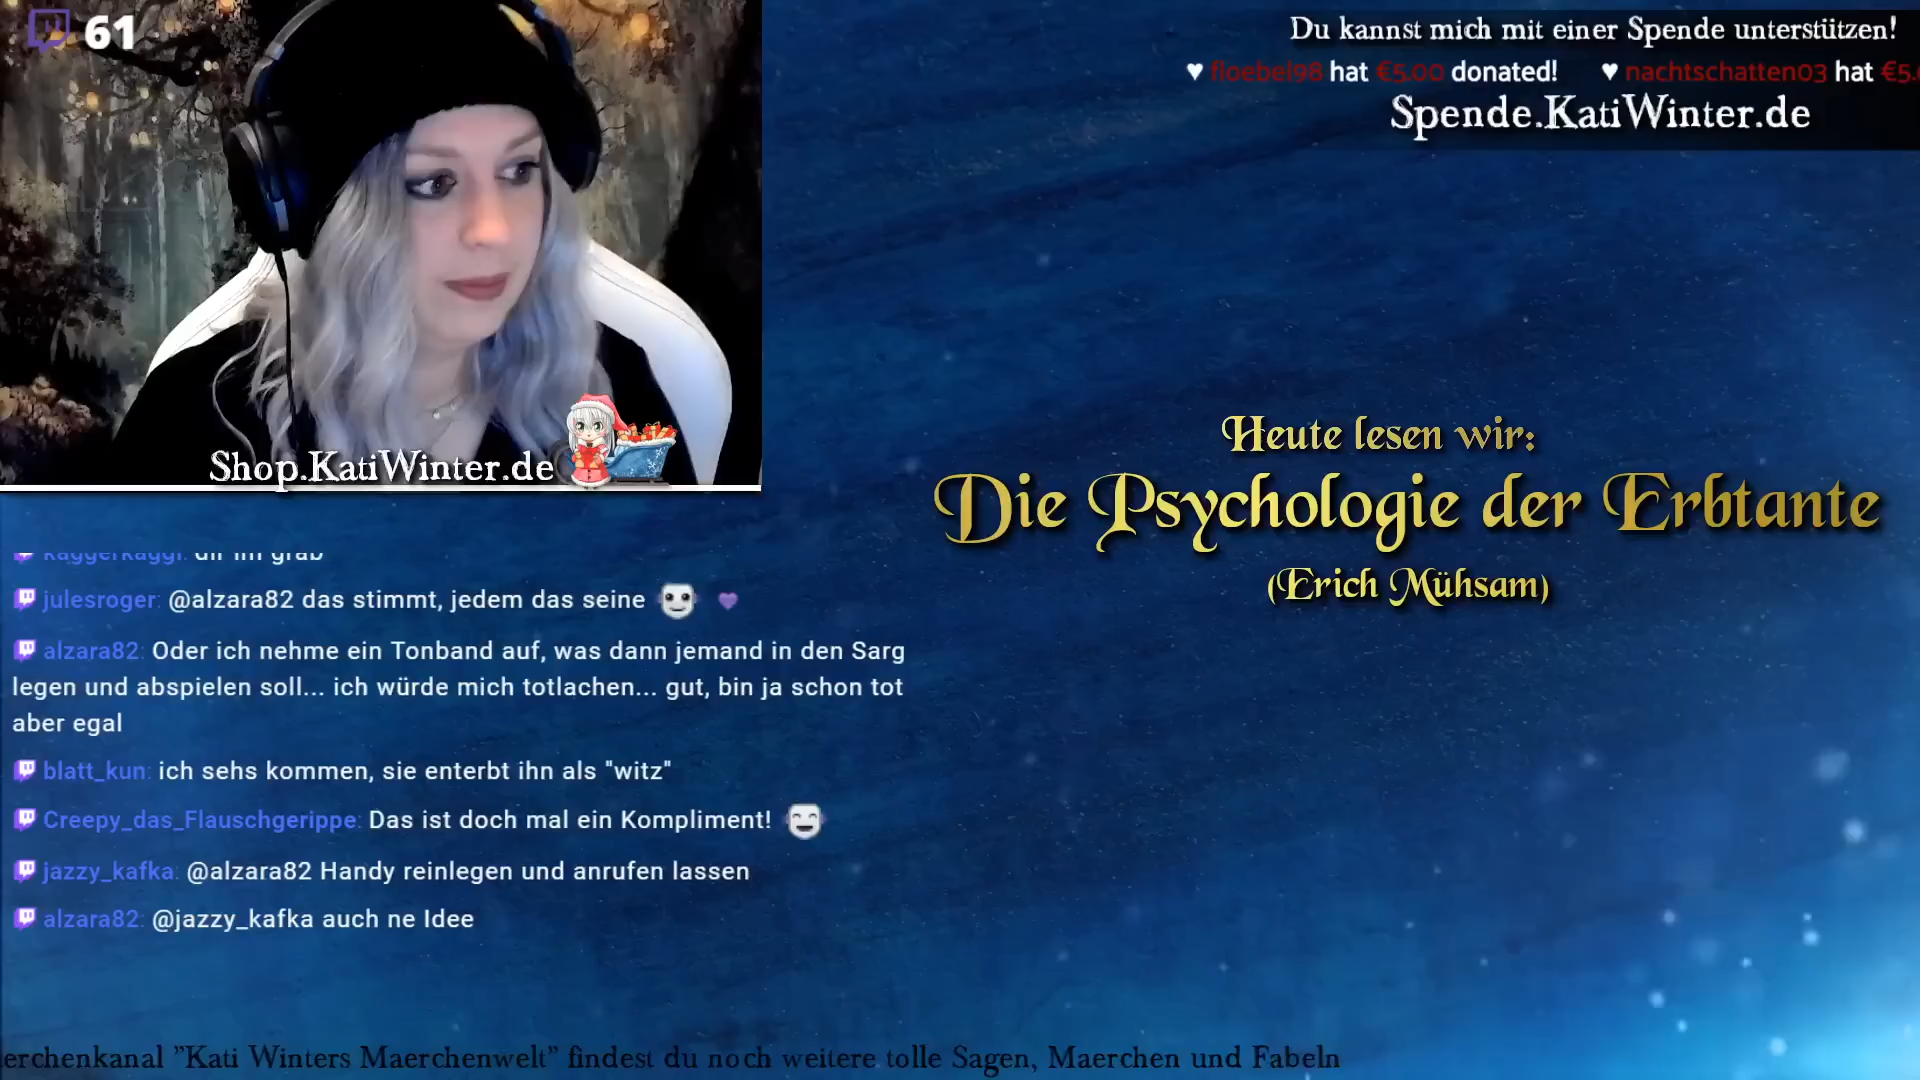 61
Du kannst mich mit einer Spende unterstützen!
♥ floebel98 hat €5.00 donated! ♥ nachtschatten03 hat €5.
Spende.KatiWinter.de
Shop.KatiWinter.de
Heute lesen wir:
Die Psychologie der Erbtante
(Erich Mühsam)
kaggerkaggi: dir im grab
julesroger: @alzara82 das stimmt, jedem das seine
alzara82: Oder ich nehme ein Tonband auf, was dann jemand in den Sarg
legen und abspielen soll... ich würde mich totlachen... gut, bin ja schon tot
aber egal
blatt_kun: ich sehs kommen, sie enterbt ihn als "witz"
Creepy_das_Flauschgerippe: Das ist doch mal ein Kompliment!
jazzy_kafka: @alzara82 Handy reinlegen und anrufen lassen
alzara82: @jazzy_kafka auch ne Idee
erchenkanal "Kati Winters Maerchenwelt" findest du noch weitere tolle Sagen, Maerchen und Fabeln